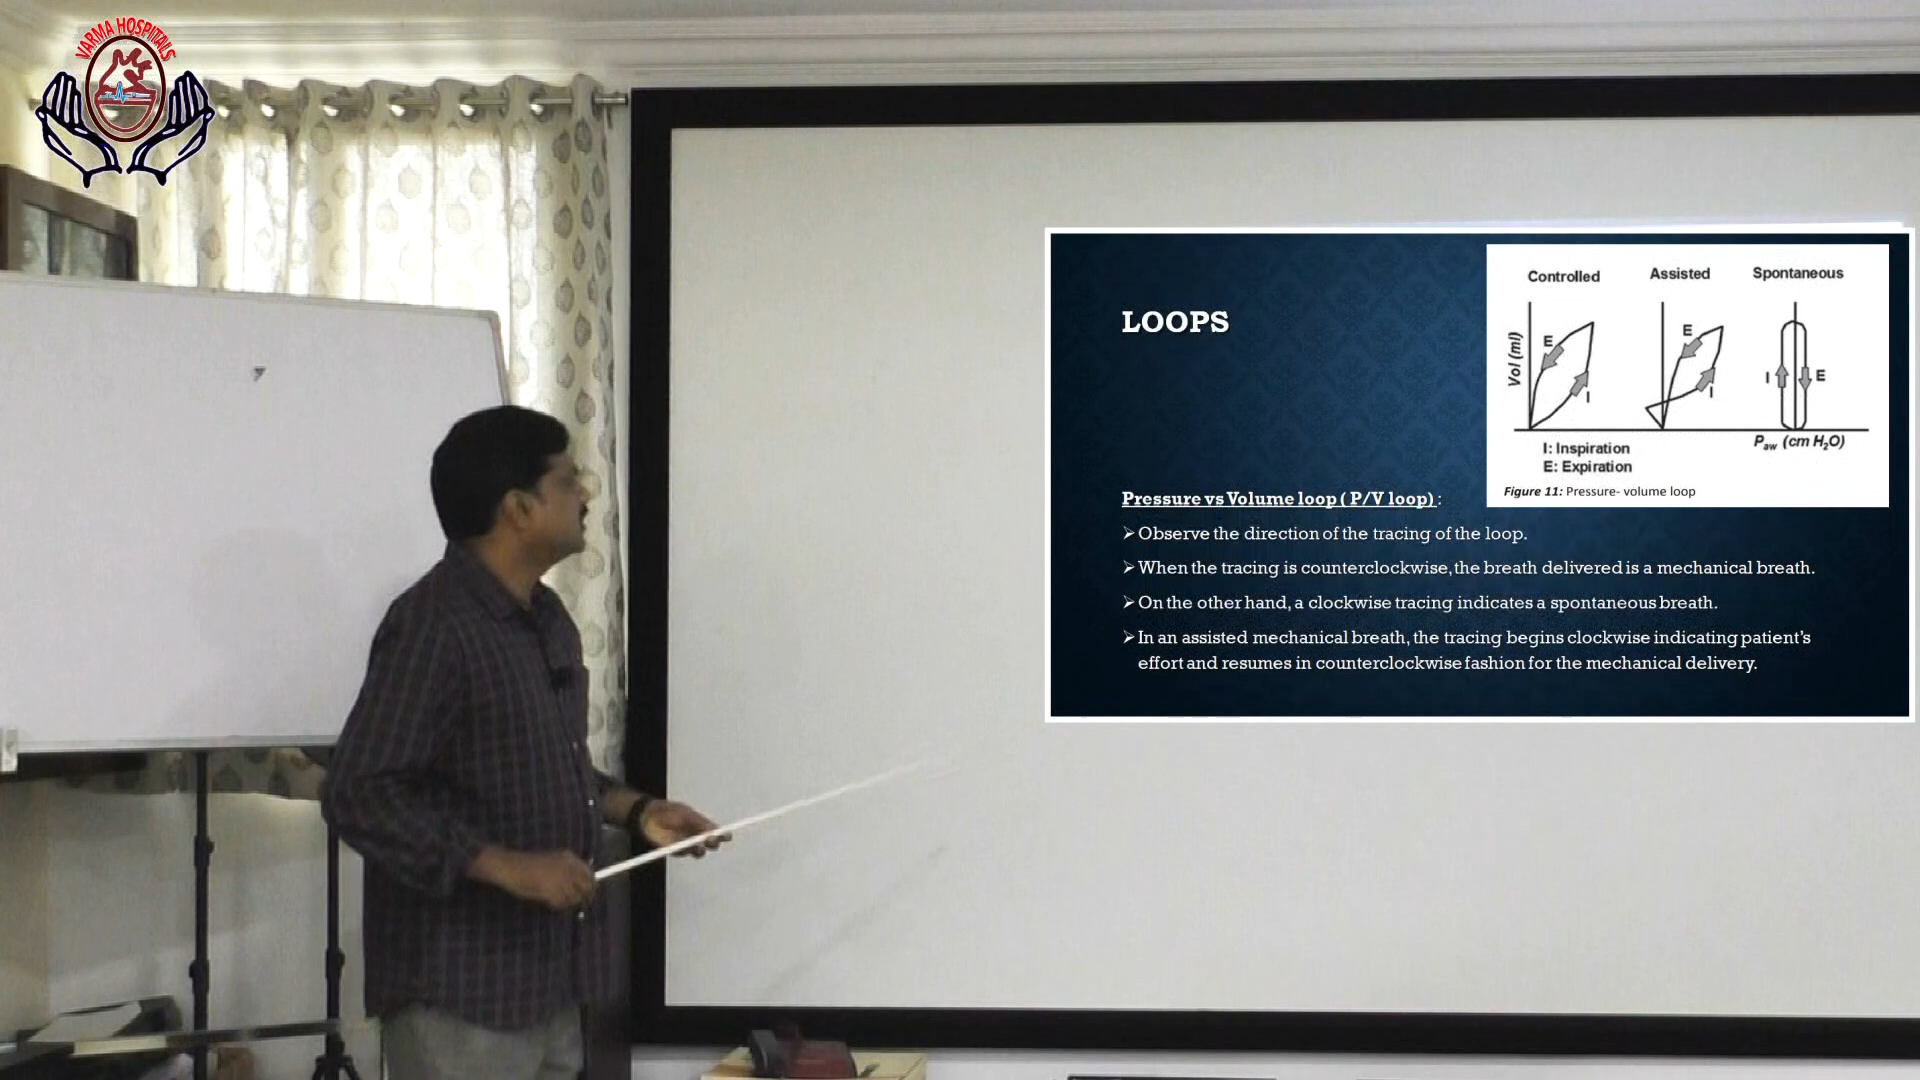 VARMA HOSPITALS
LOOPS
Controlled
Assisted
Spontaneous
Vol (ml)
E
I
E
I
I
E
Paw (cm H2O)
I: Inspiration
E: Expiration
Figure 11: Pressure- volume loop
Pressure vs Volume loop ( P/V loop) :
➢ Observe the direction of the tracing of the loop.
➢ When the tracing is counterclockwise, the breath delivered is a mechanical breath.
➢ On the other hand, a clockwise tracing indicates a spontaneous breath.
➢ In an assisted mechanical breath, the tracing begins clockwise indicating patient's
effort and resumes in counterclockwise fashion for the mechanical delivery.